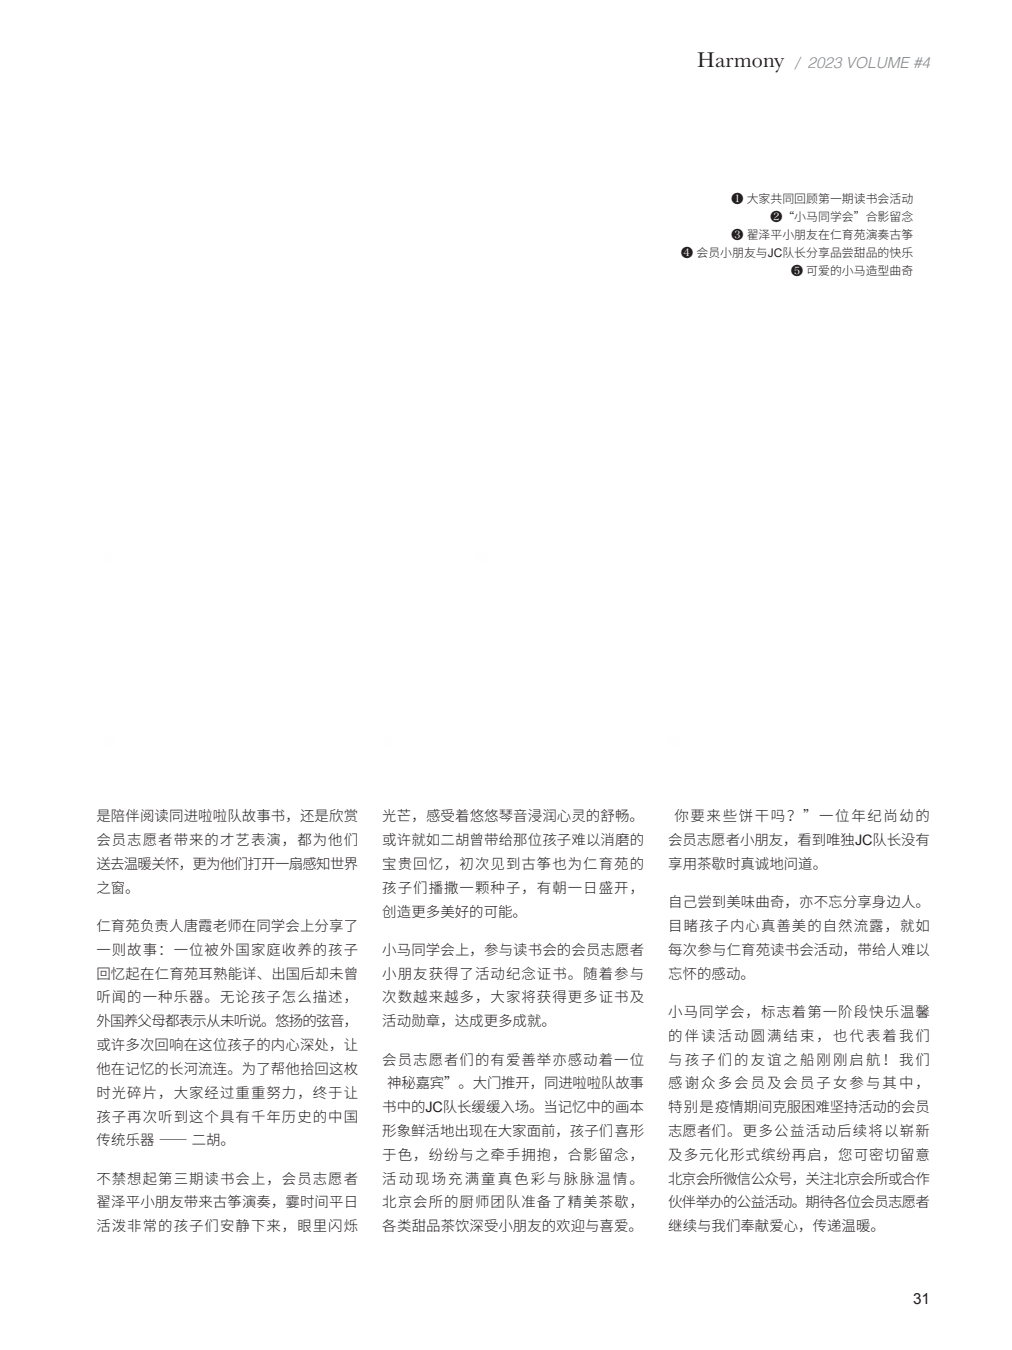 Harmony / 2023 VOLUME #4
❶ 大家共同回顾第一期读书会活动
❷ “小马同学会”合影留念
❸ 翟泽平小朋友在仁育苑演奏古筝
❹ 会员小朋友与JC队长分享品尝甜品的快乐
❺ 可爱的小马造型曲奇
是陪伴阅读同进啦啦队故事书，还是欣赏
会员志愿者带来的才艺表演，都为他们
送去温暖关怀，更为他们打开一扇感知世界
之窗。
仁育苑负责人唐霞老师在同学会上分享了
一则故事：一位被外国家庭收养的孩子
回忆起在仁育苑耳熟能详、出国后却未曾
听闻的一种乐器。无论孩子怎么描述，
外国养父母都表示从未听说。悠扬的弦音，
或许多次回响在这位孩子的内心深处，让
他在记忆的长河流连。为了帮他拾回这枚
时光碎片，大家经过重重努力，终于让
孩子再次听到这个具有千年历史的中国
传统乐器 —— 二胡。
不禁想起第三期读书会上，会员志愿者
翟泽平小朋友带来古筝演奏，霎时间平日
活泼非常的孩子们安静下来，眼里闪烁
光芒，感受着悠悠琴音浸润心灵的舒畅。
或许就如二胡曾带给那位孩子难以消磨的
宝贵回忆，初次见到古筝也为仁育苑的
孩子们播撒一颗种子，有朝一日盛开，
创造更多美好的可能。
小马同学会上，参与读书会的会员志愿者
小朋友获得了活动纪念证书。随着参与
次数越来越多，大家将获得更多证书及
活动勋章，达成更多成就。
会员志愿者们的有爱善举亦感动着一位
神秘嘉宾”。大门推开，同进啦啦队故事
书中的JC队长缓缓入场。当记忆中的画本
形象鲜活地出现在大家面前，孩子们喜形
于色，纷纷与之牵手拥抱，合影留念，
活动现场充满童真色彩与脉脉温情。
北京会所的厨师团队准备了精美茶歇，
各类甜品茶饮深受小朋友的欢迎与喜爱。
你要来些饼干吗？”一位年纪尚幼的
会员志愿者小朋友，看到唯独JC队长没有
享用茶歇时真诚地问道。
自己尝到美味曲奇，亦不忘分享身边人。
目睹孩子内心真善美的自然流露，就如
每次参与仁育苑读书会活动，带给人难以
忘怀的感动。
小马同学会，标志着第一阶段快乐温馨
的伴读活动圆满结束，也代表着我们
与孩子们的友谊之船刚刚启航！我们
感谢众多会员及会员子女参与其中，
特别是疫情期间克服困难坚持活动的会员
志愿者们。更多公益活动后续将以崭新
及多元化形式缤纷再启，您可密切留意
北京会所微信公众号，关注北京会所或合作
伙伴举办的公益活动。期待各位会员志愿者
继续与我们奉献爱心，传递温暖。
31